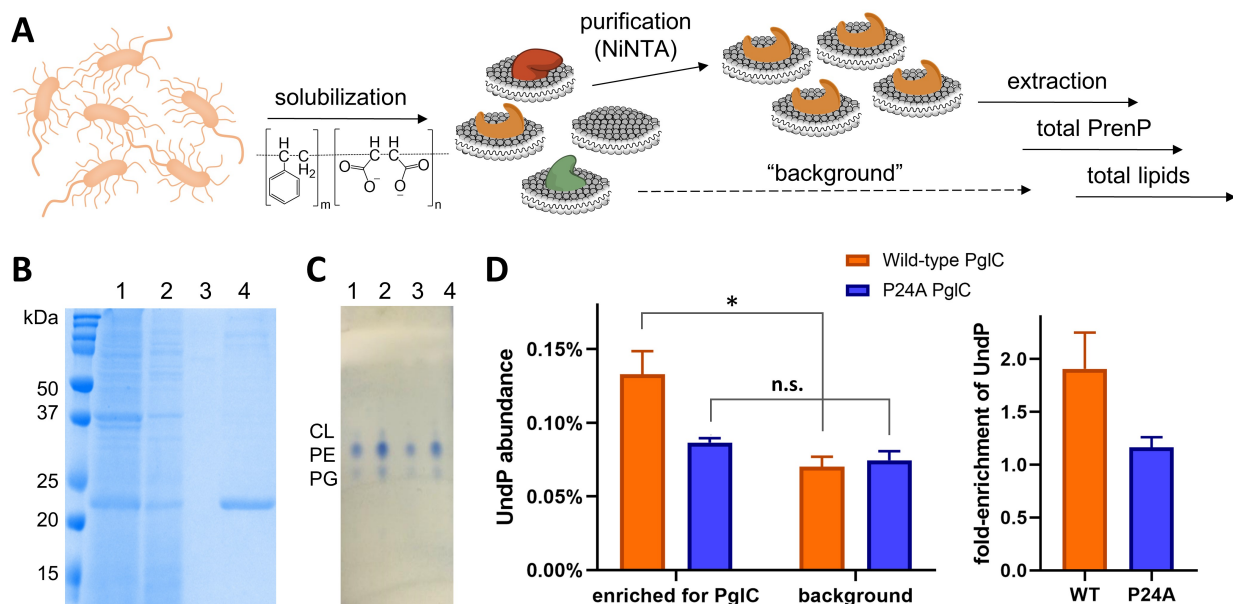 A
solubilization
H
C
CH2
m
H H
C C
O O
O− O−
n
purification
(NiNTA)
"background"
extraction
total PrenP
total lipids
B
1 2 3 4
kDa
50
37
25
20
15
C
1 2 3 4
CL
PE
PG
D
Wild-type PglC
P24A PglC
UndP abundance
0.15%
0.10%
0.05%
0.00%
*
n.s.
enriched for PglC
background
fold-enrichment of UndP
2.0
1.5
1.0
0.5
0.0
WT
P24A